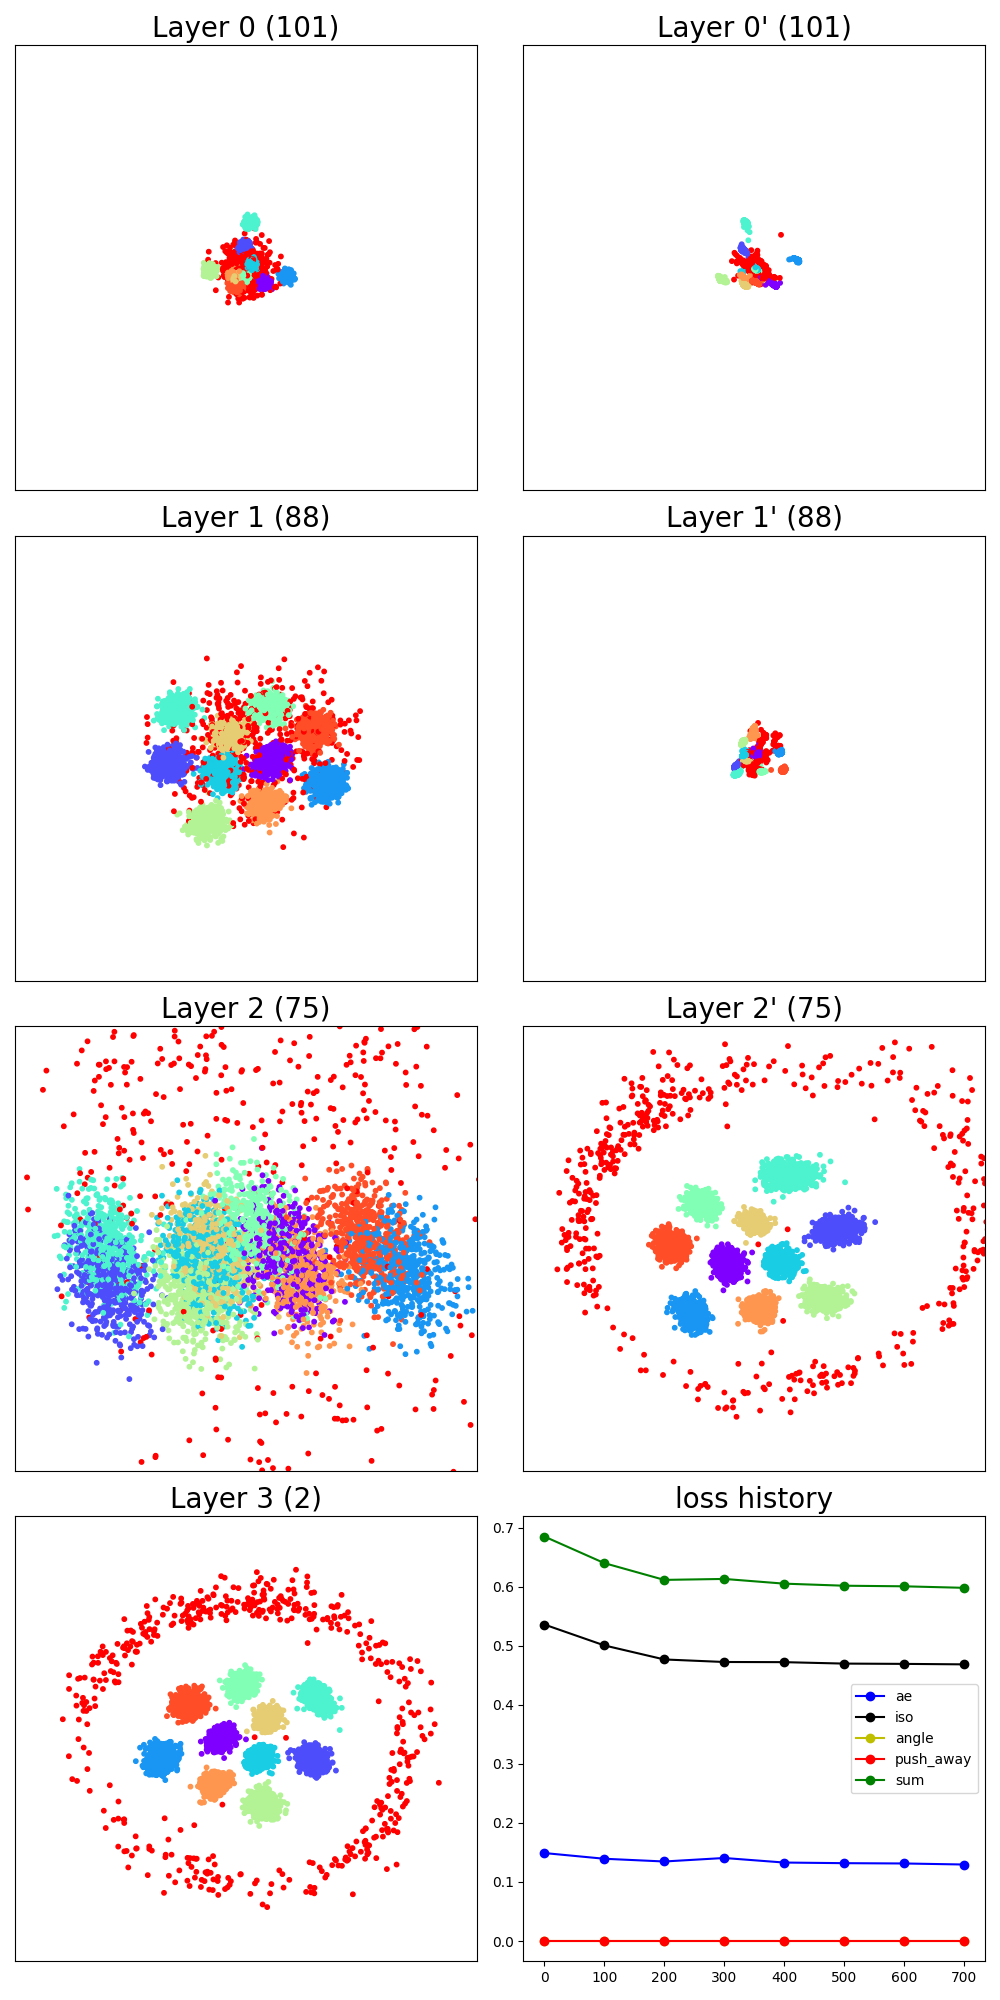 Layer 0 (101)
Layer 0' (101)
Layer 1 (88)
Layer 1' (88)
Layer 2 (75)
Layer 2' (75)
Layer 3 (2)
loss history
0.7
0.6
0.5
0.4
0.3
0.2
0.1
0.0
ae
iso
angle
push_away
sum
0 100 200 300 400 500 600 700